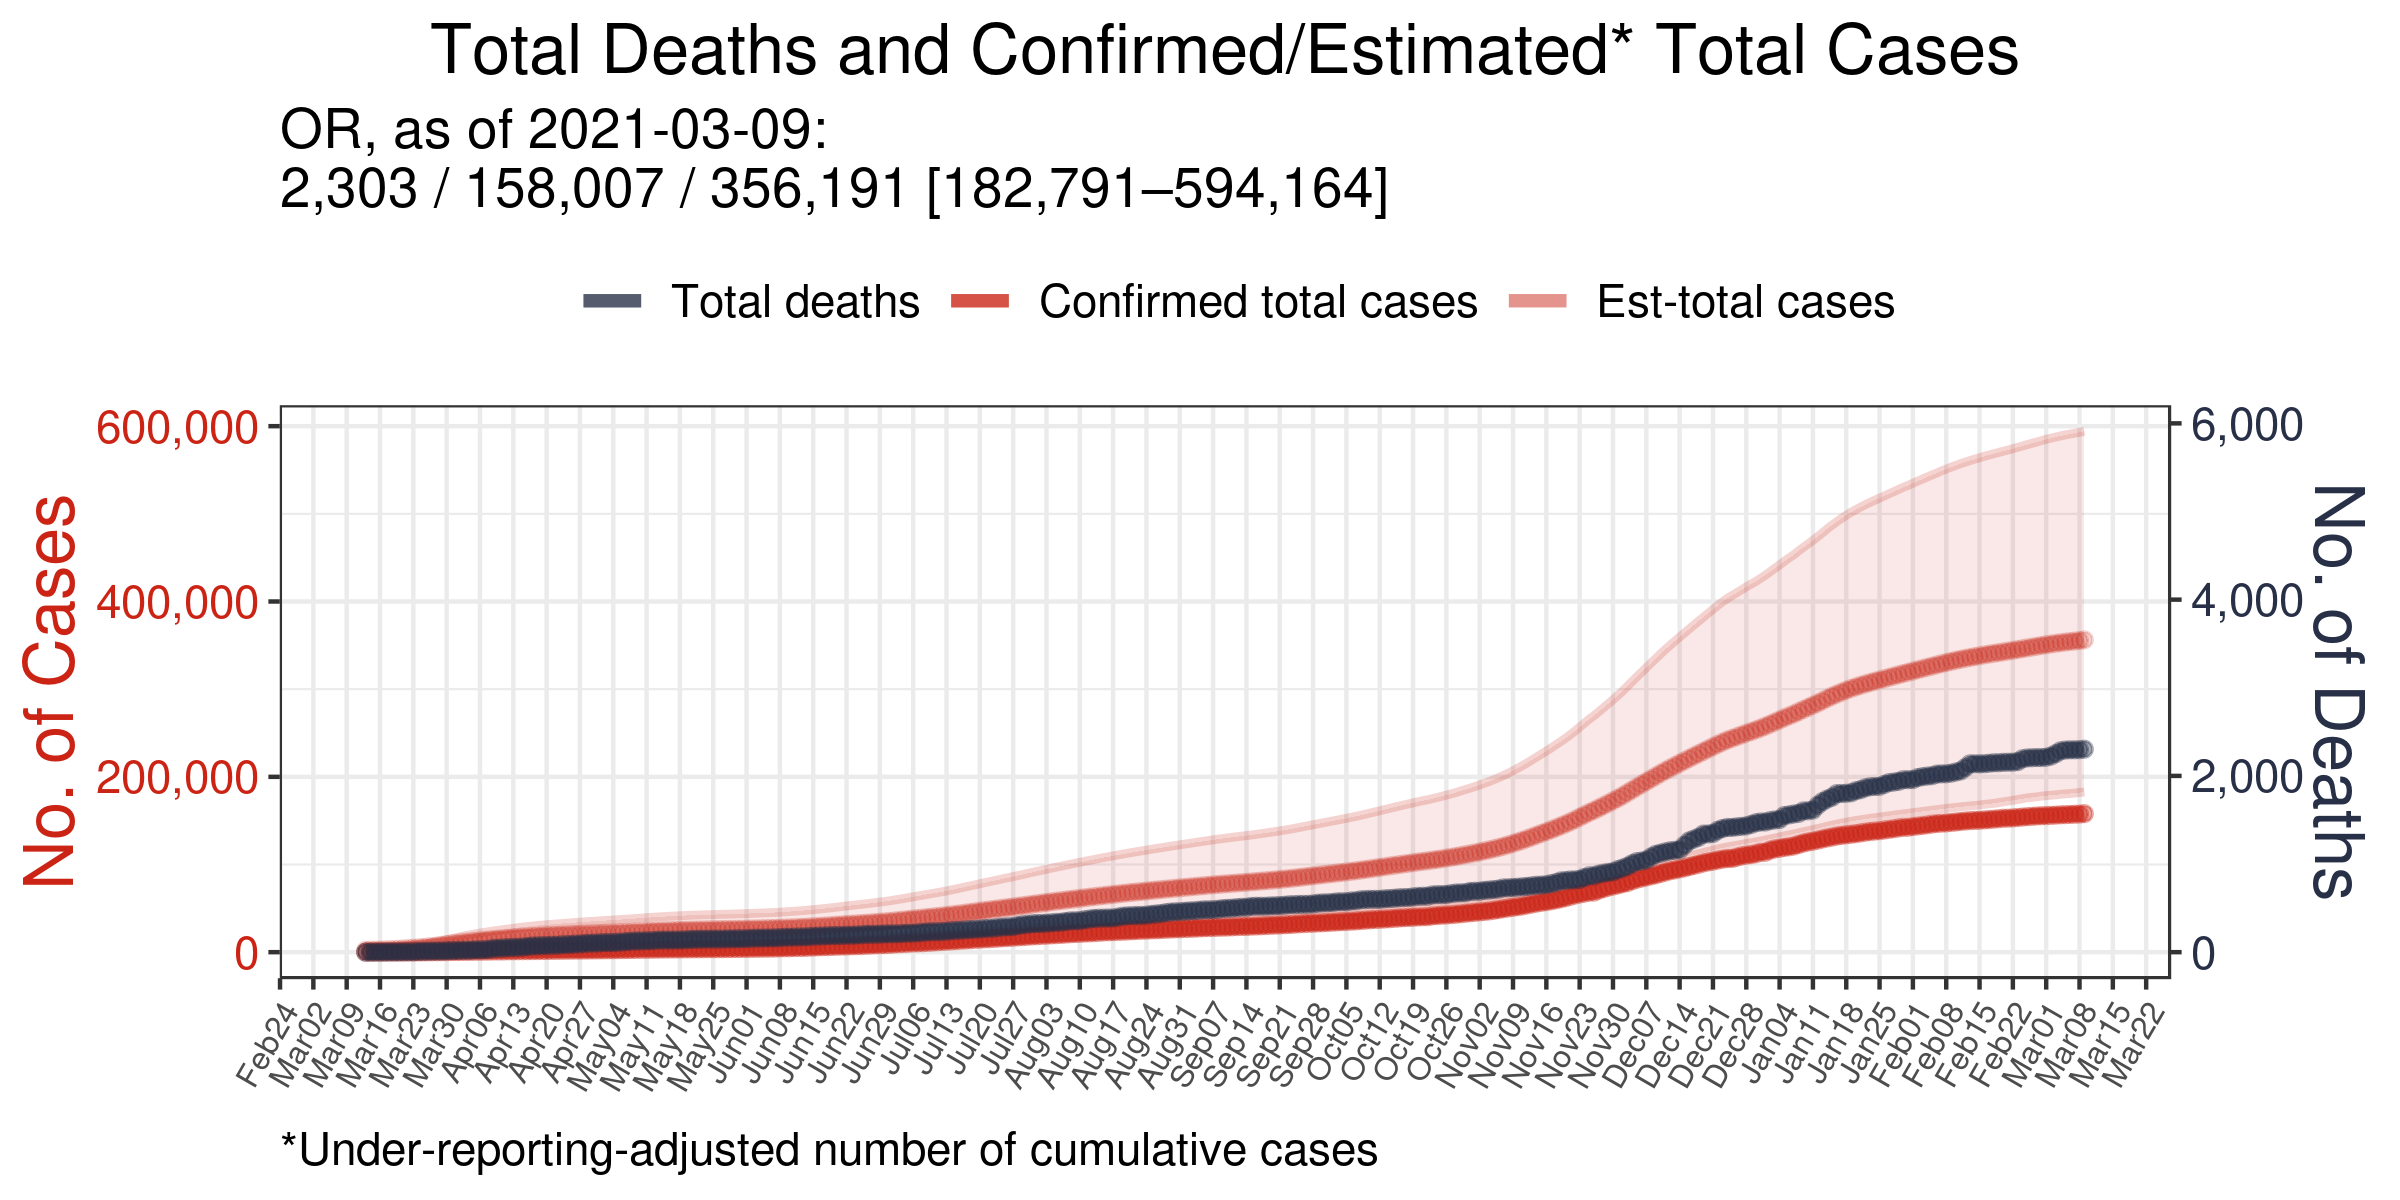 Total Deaths and Confirmed/Estimated* Total Cases
OR, as of 2021-03-09:
2,303 / 158,007 / 356,191 [182,791–594,164]
Total deaths
Confirmed total cases
Est-total cases
No. of Cases
600,000
400,000
200,000
0
6,000
4,000
2,000
0
No. of Deaths
Feb24
Mar02
Mar09
Mar16
Mar23
Mar30
Apr06
Apr13
Apr20
Apr27
May04
May11
May18
May25
Jun01
Jun08
Jun15
Jun22
Jun29
Jul06
Jul13
Jul20
Jul27
Aug03
Aug10
Aug17
Aug24
Aug31
Sep07
Sep14
Sep21
Sep28
Oct05
Oct12
Oct19
Oct26
Nov02
Nov09
Nov16
Nov23
Nov30
Dec07
Dec14
Dec21
Dec28
Jan04
Jan11
Jan18
Jan25
Feb01
Feb08
Feb15
Feb22
Mar01
Mar08
Mar15
Mar22
*Under-reporting-adjusted number of cumulative cases